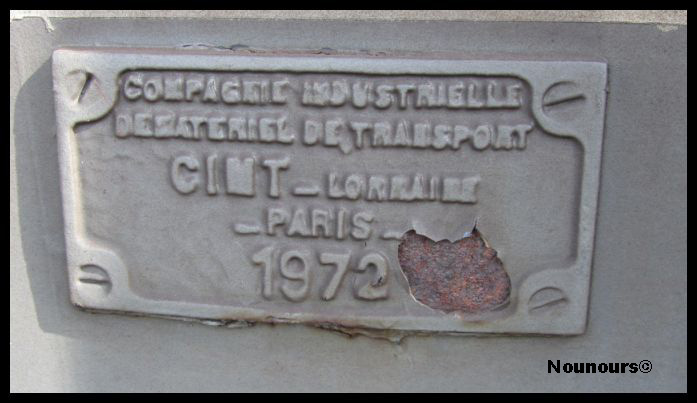 COMPAGNIE INDUSTRIELLE
DE MATERIEL DE TRANSPORT
CIMT - LORRAINE
- PARIS -
1972
Nounours©